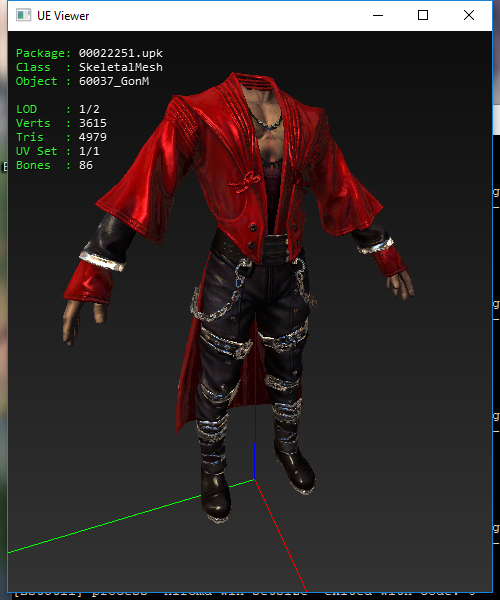 UE Viewer
Package: 00022251.upk
Class : SkeletalMesh
Object : 60037_GonM
LOD : 1/2
Verts : 3615
Tris : 4979
UV Set : 1/1
Bones : 86